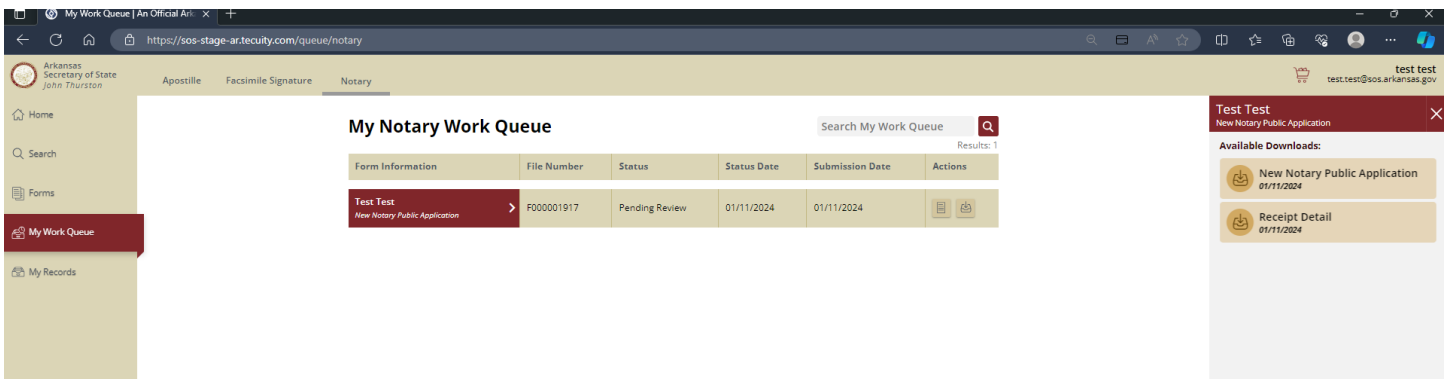 My Work Queue | An Official Ark
https://sos-stage-ar.tecuity.com/queue/notary
Arkansas
Secretary of State
John Thurston
Apostille
Facsimile Signature
Notary
test test
test.test@sos.arkansas.gov
Home
Search
Forms
My Work Queue
My Records
My Notary Work Queue
Search My Work Queue
Results: 1
Form Information File Number Status Status Date Submission Date Actions
Test Test
New Notary Public Application
F000001917 Pending Review 01/11/2024 01/11/2024
Test Test
New Notary Public Application
Available Downloads:
New Notary Public Application
01/11/2024
Receipt Detail
01/11/2024